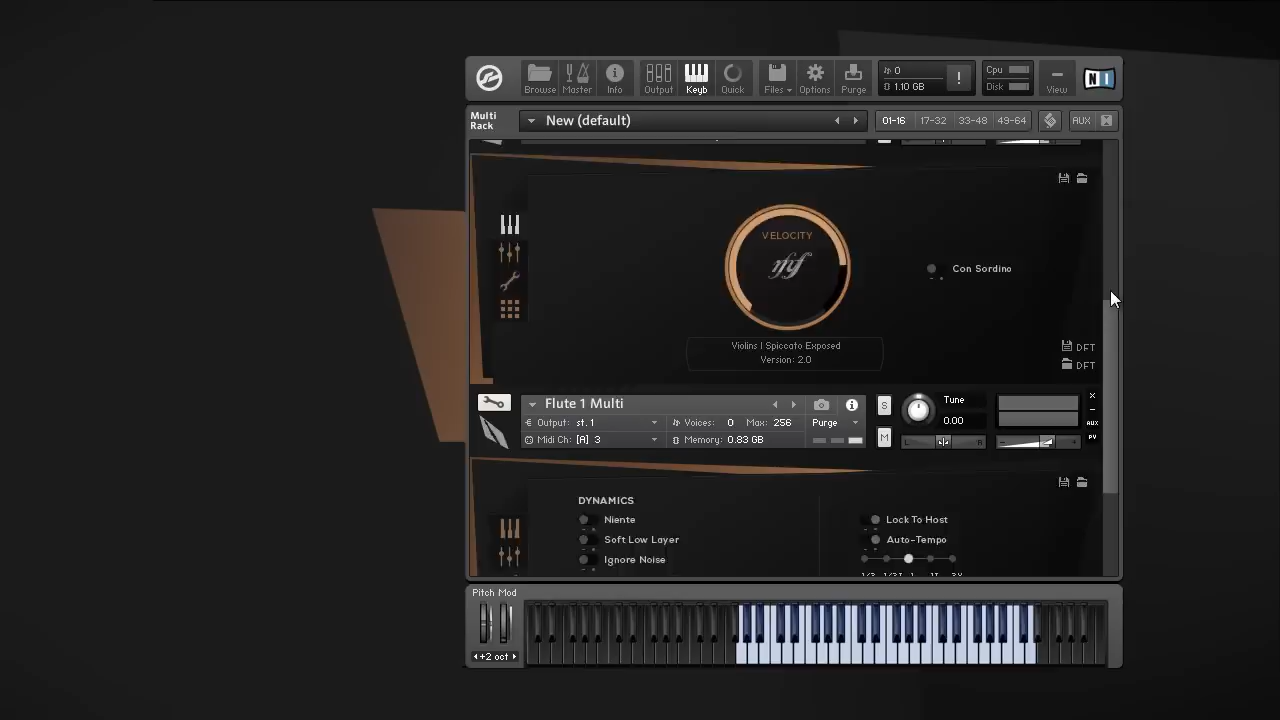 Browse Master Info Output Keyb Quick Files Options Purge
0
1.10 GB
!
Cpu
Disk
View
NI
Multi
Rack
New (default)
01-16 17-32 33-48 49-64 AUX
VELOCITY
Con Sordino
Violins I Spiccato Exposed
Version: 2.0
DFT
DFT
Flute 1 Multi
Output: st. 1
Voices: 0 Max: 256
Purge
Midi Ch: [A] 3
Memory: 0.83 GB
S
M
Tune
0.00
L R
AUX
PV
DYNAMICS
Niente
Soft Low Layer
Ignore Noise
Lock To Host
Auto-Tempo
Pitch Mod
+2 oct